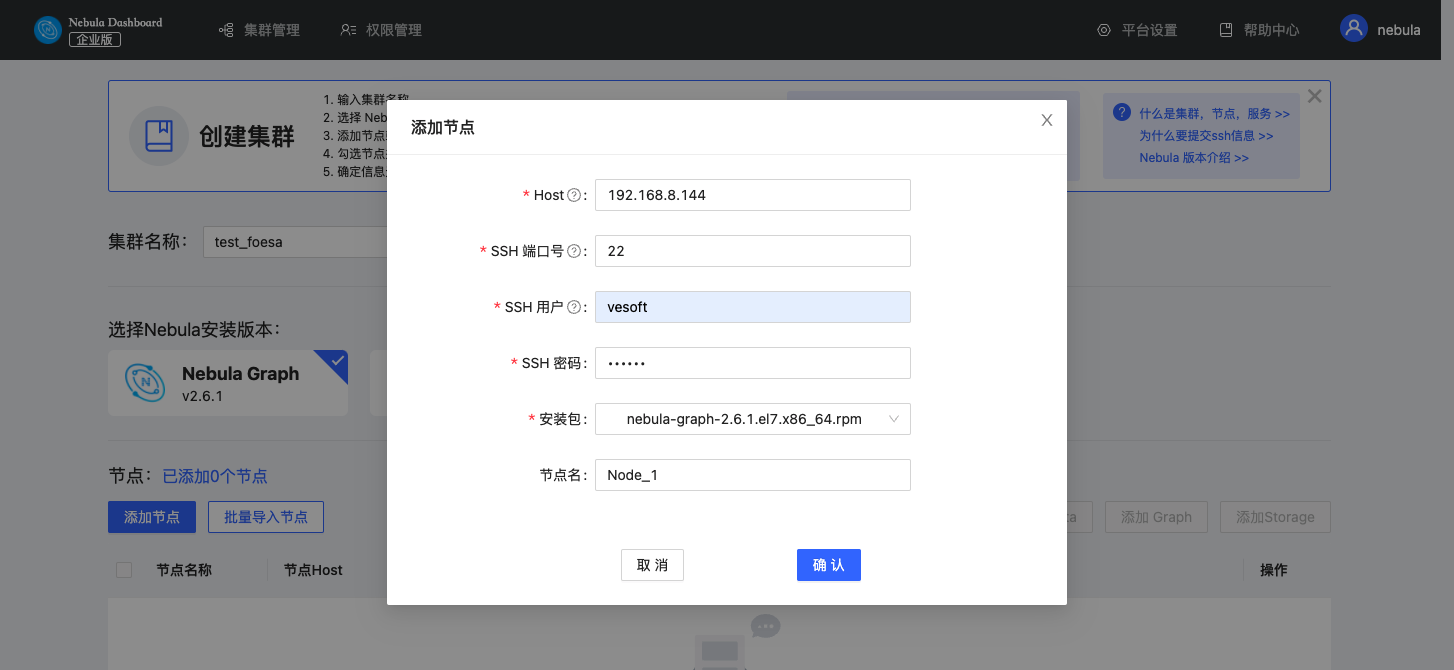 Nebula Dashboard
企业版
集群管理
权限管理
平台设置
帮助中心
nebula
创建集群
1. 输入集群名称
2. 选择 Neb
3. 添加节点
4. 勾选节点
5. 确定信息
? 什么是集群，节点，服务 >>
为什么要提交ssh信息 >>
Nebula 版本介绍 >>
集群名称：
test_foesa
选择Nebula安装版本：
Nebula Graph
v2.6.1
节点：
已添加0个节点
添加节点
批量导入节点
添加 Graph
添加Storage
节点名称
节点Host
操作
添加节点
* Host ? :
192.168.8.144
* SSH 端口号 ? :
22
* SSH 用户 ? :
vesoft
* SSH 密码 :
••••••
* 安装包 :
nebula-graph-2.6.1.el7.x86_64.rpm
节点名 :
Node_1
取 消
确 认